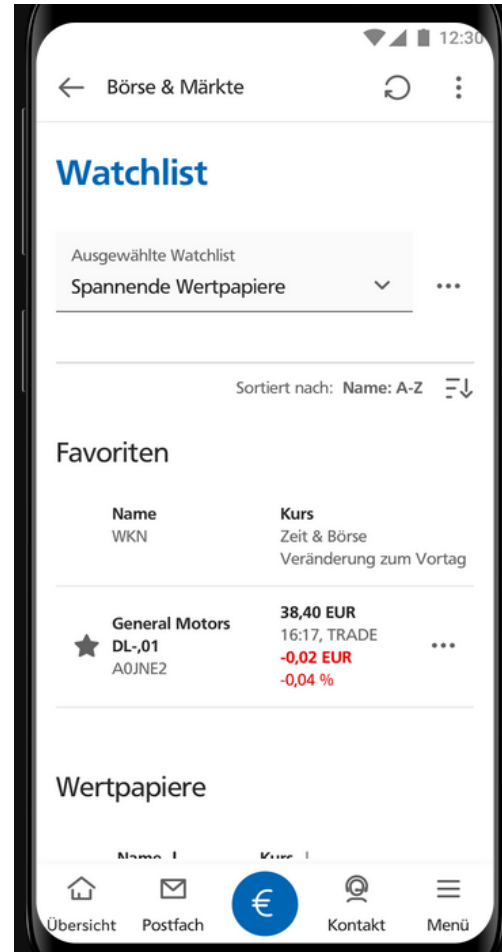 12:30
Börse & Märkte
Watchlist
Ausgewählte Watchlist
Spannende Wertpapiere
Sortiert nach: Name: A-Z
Favoriten
Name
WKN
Kurs
Zeit & Börse
Veränderung zum Vortag
General Motors
DL-,01
A0JNE2
38,40 EUR
16:17, TRADE
-0,02 EUR
-0,04 %
Wertpapiere
Name Kurs
Übersicht Postfach € Kontakt Menü